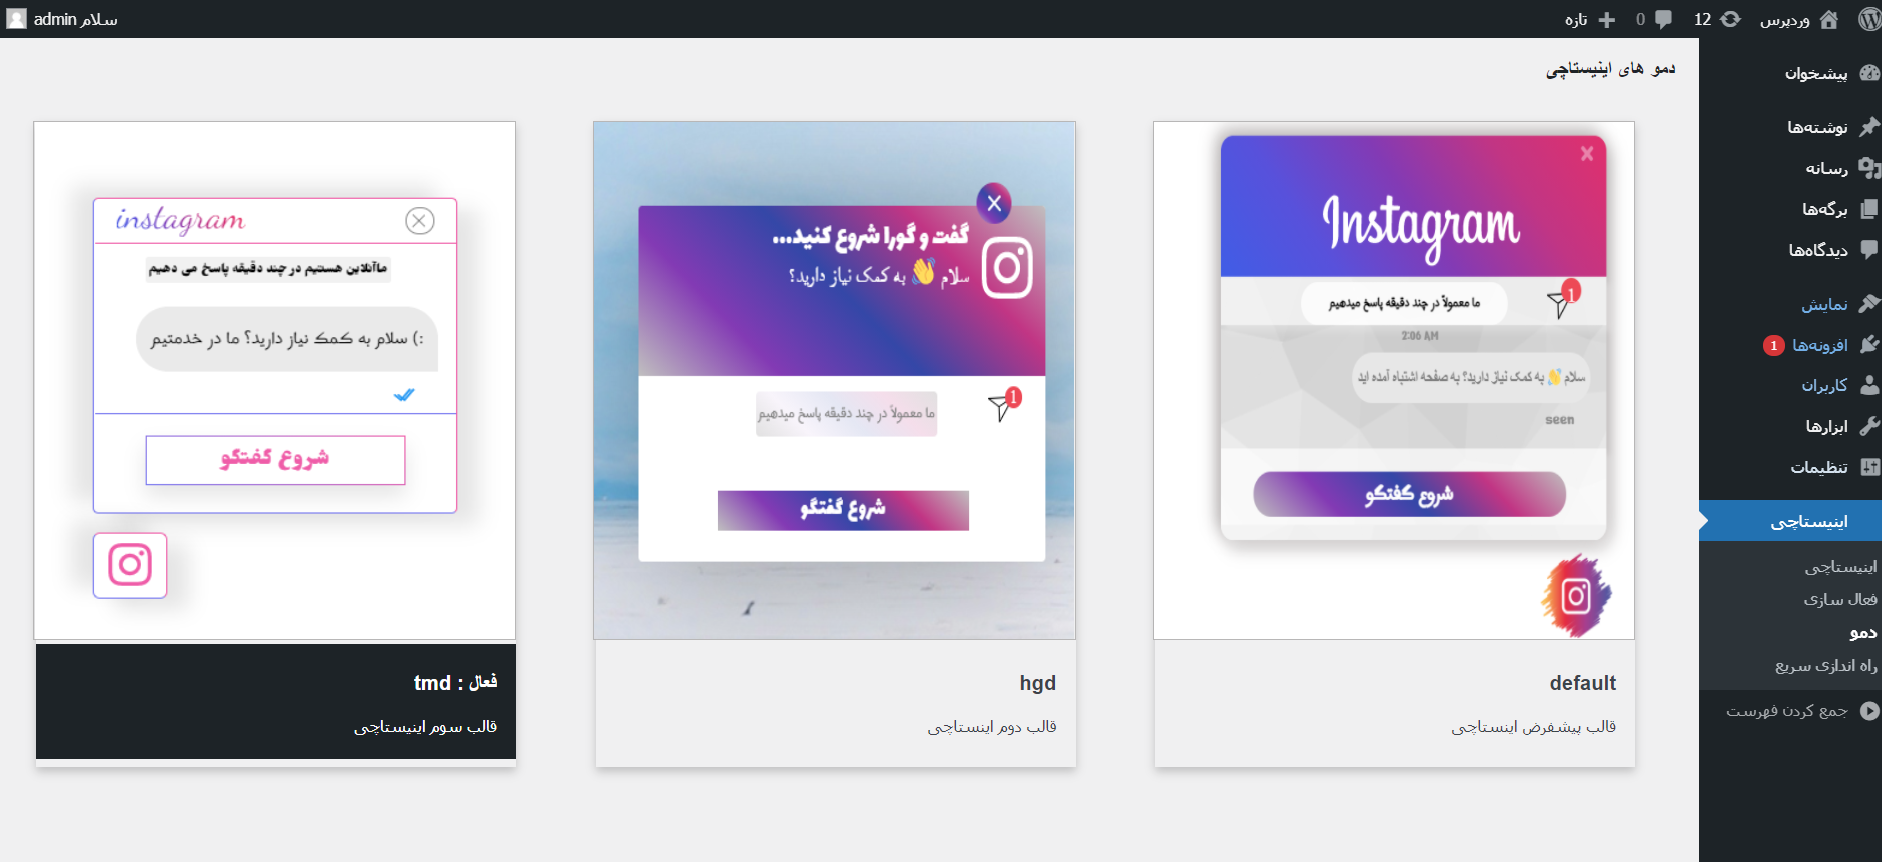 وردپرس
12
0
تازه
سلام admin
پیشخوان
نوشته‌ها
رسانه
برگه‌ها
دیدگاه‌ها
نمایش
افزونه‌ها 1
کاربران
ابزارها
تنظیمات
اینیستاچی
اینیستاچی
فعال سازی
دمو
راه اندازی سریع
جمع کردن فهرست
دمو های اینیستاچی
X
Instagram
1
ما معمولاً در چند دقیقه پاسخ میدهیم
2:06 AM
سلام 👋 به کمک نیاز دارید؟ به صفحه اشتباه آمده اید
seen
شروع گفتگو
default
قالب پیشفرض اینستاچی
X
گفت و گورا شروع کنید...
سلام 👋 به کمک نیاز دارید؟
1
ما معمولاً در چند دقیقه پاسخ میدهیم
شروع گفتگو
hgd
قالب دوم اینستاچی
instagram
ماآنلاین هستیم در چند دقیقه پاسخ می دهیم
:) سلام به کمک نیاز دارید؟ ما در خدمتیم
شروع گفتگو
فعال : tmd
قالب سوم اینیستاچی